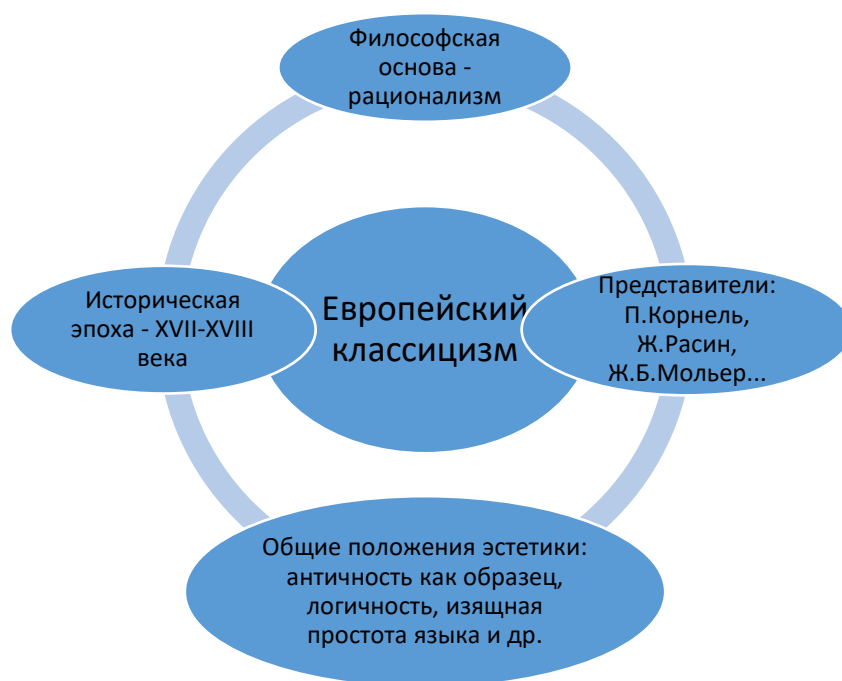 Философская
основа -
рационализм
Европейский
классицизм
Историческая
эпоха - XVII-XVIII
века
Представители:
П.Корнель,
Ж.Расин,
Ж.Б.Мольер...
Общие положения эстетики:
античность как образец,
логичность, изящная
простота языка и др.